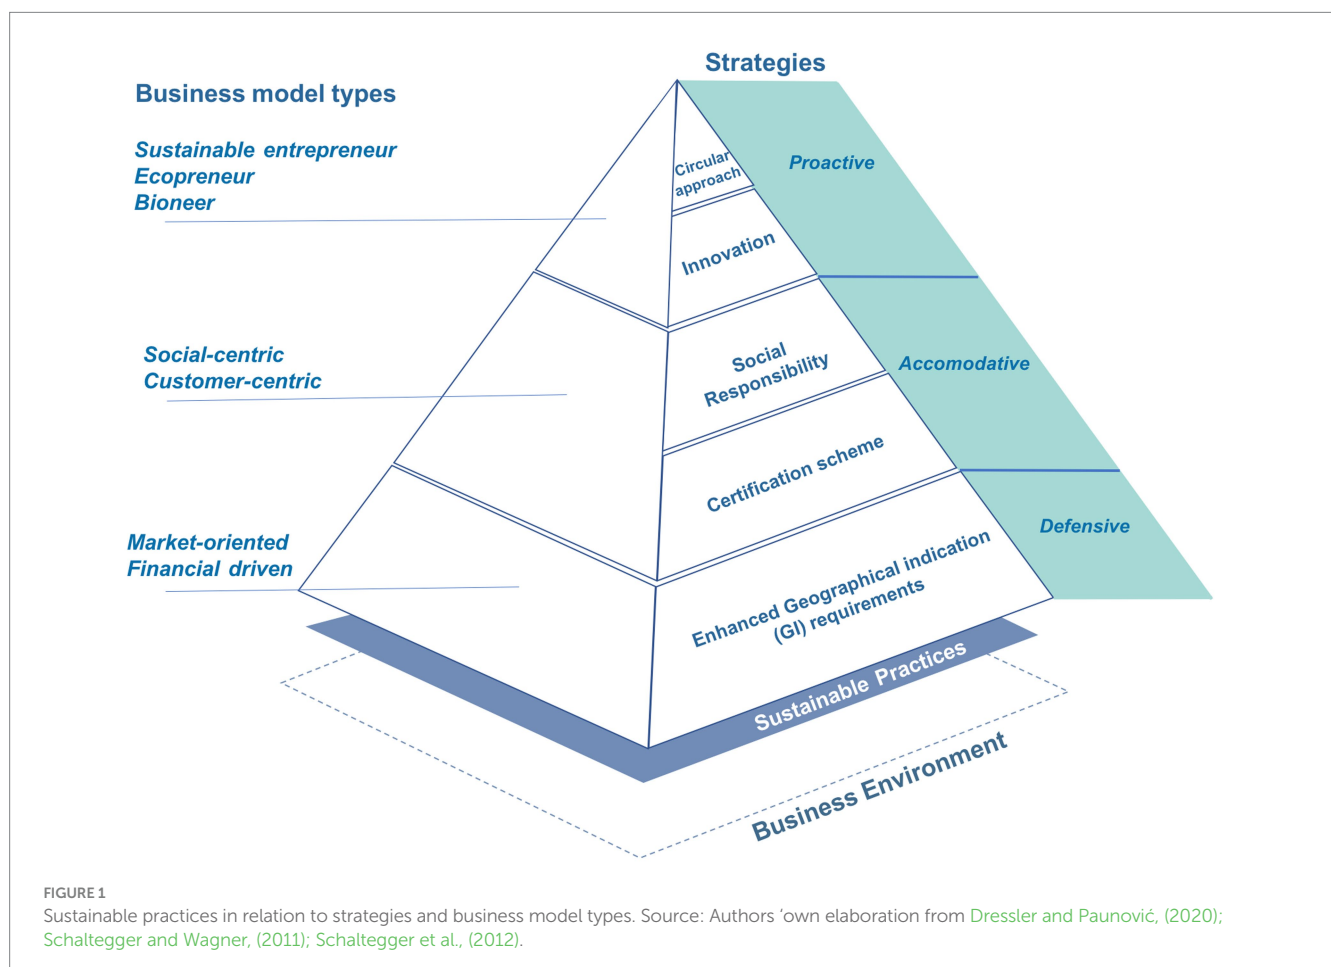 Strategies
Business model types
Sustainable entrepreneur
Ecopreneur
Bioneer
Circular
approach
Proactive
Innovation
Social-centric
Customer-centric
Social
Responsibility
Accomodative
Certification scheme
Market-oriented
Financial driven
Defensive
Enhanced Geographical indication
(GI) requirements
Sustainable Practices
Business Environment
FIGURE 1
Sustainable practices in relation to strategies and business model types. Source: Authors ‘own elaboration from Dressler and Paunović, (2020);
Schaltegger and Wagner, (2011); Schaltegger et al., (2012).